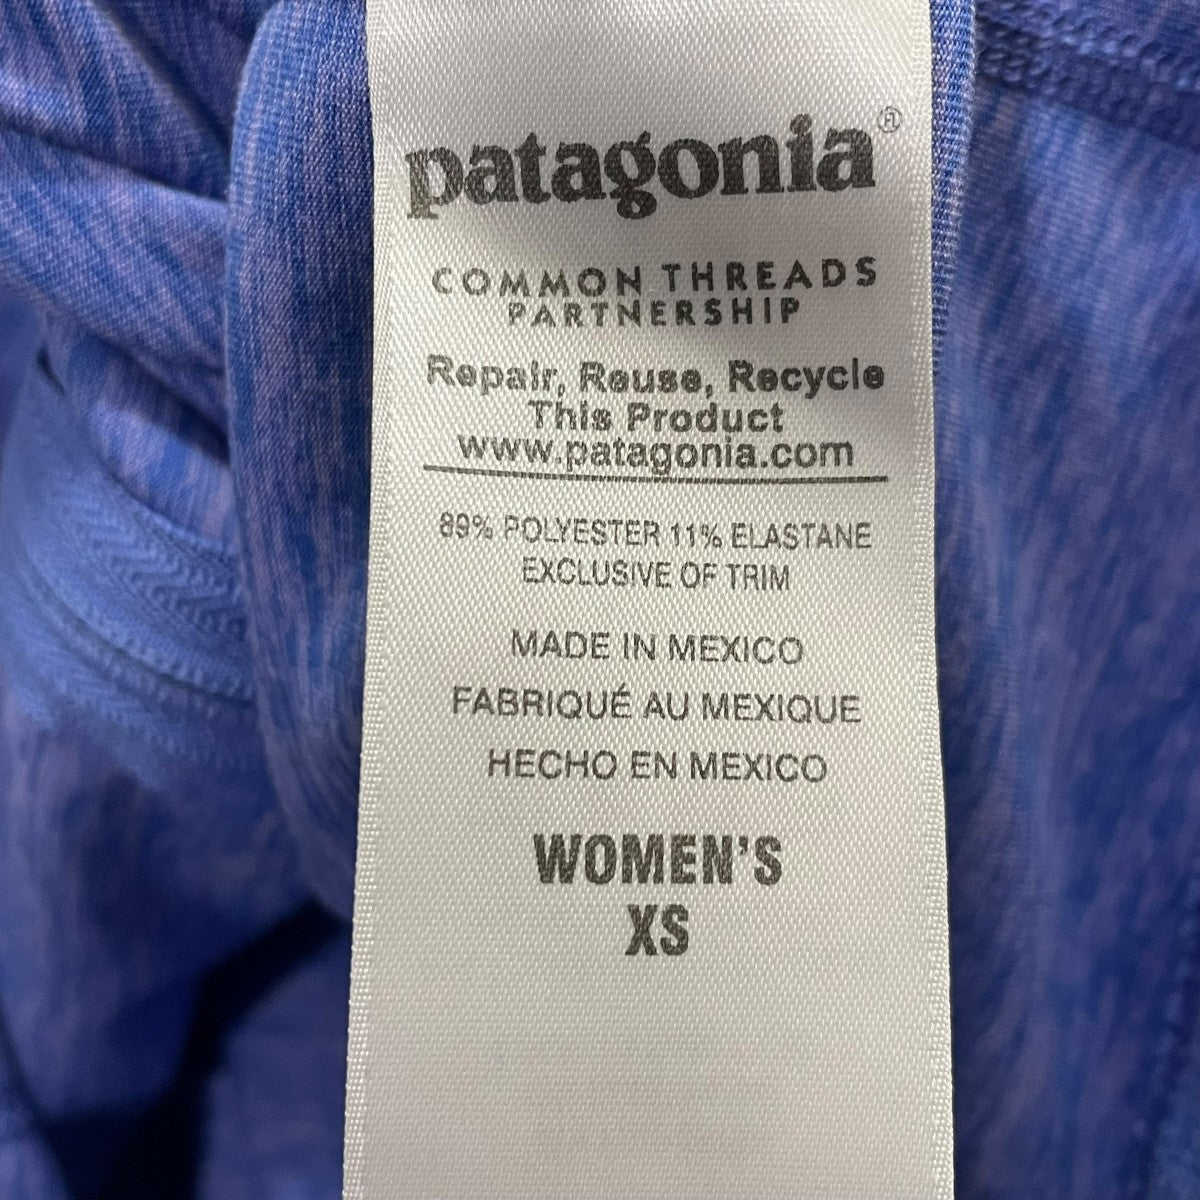 patagonia®
COMMON THREADS
PARTNERSHIP
Repair, Reuse, Recycle
This Product
www.patagonia.com
89% POLYESTER 11% ELASTANE
EXCLUSIVE OF TRIM
MADE IN MEXICO
FABRIQUÉ AU MEXIQUE
HECHO EN MEXICO
WOMEN'S
XS